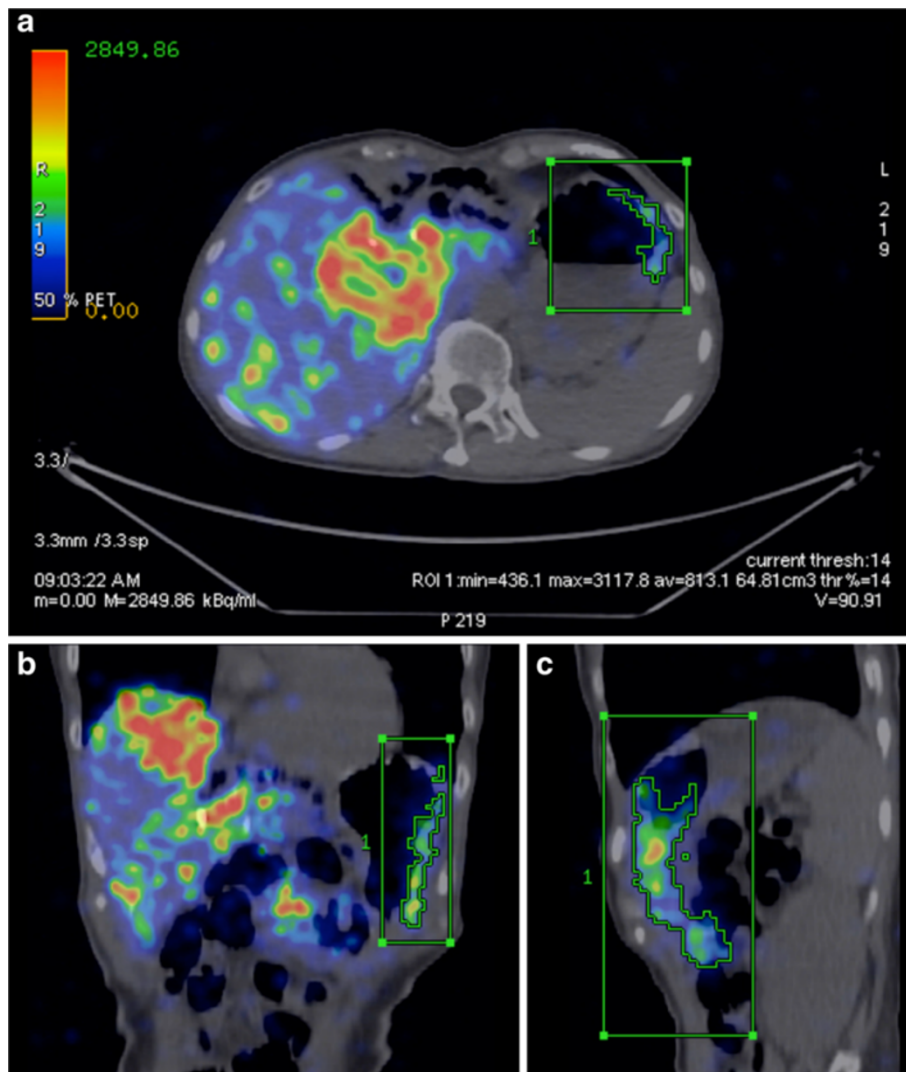 a
2849.86
R
2
1
9
L
2
1
9
50 % PET
0.00
1
3.3/
3.3mm /3.3sp
09:03:22 AM
m=0.00 M=2849.86 kBq/ml
current thresh:14
ROI 1:min=436.1 max=3117.8 av=813.1 64.81cm3 thr%=14
V=90.91
P 219
b
1
c
1